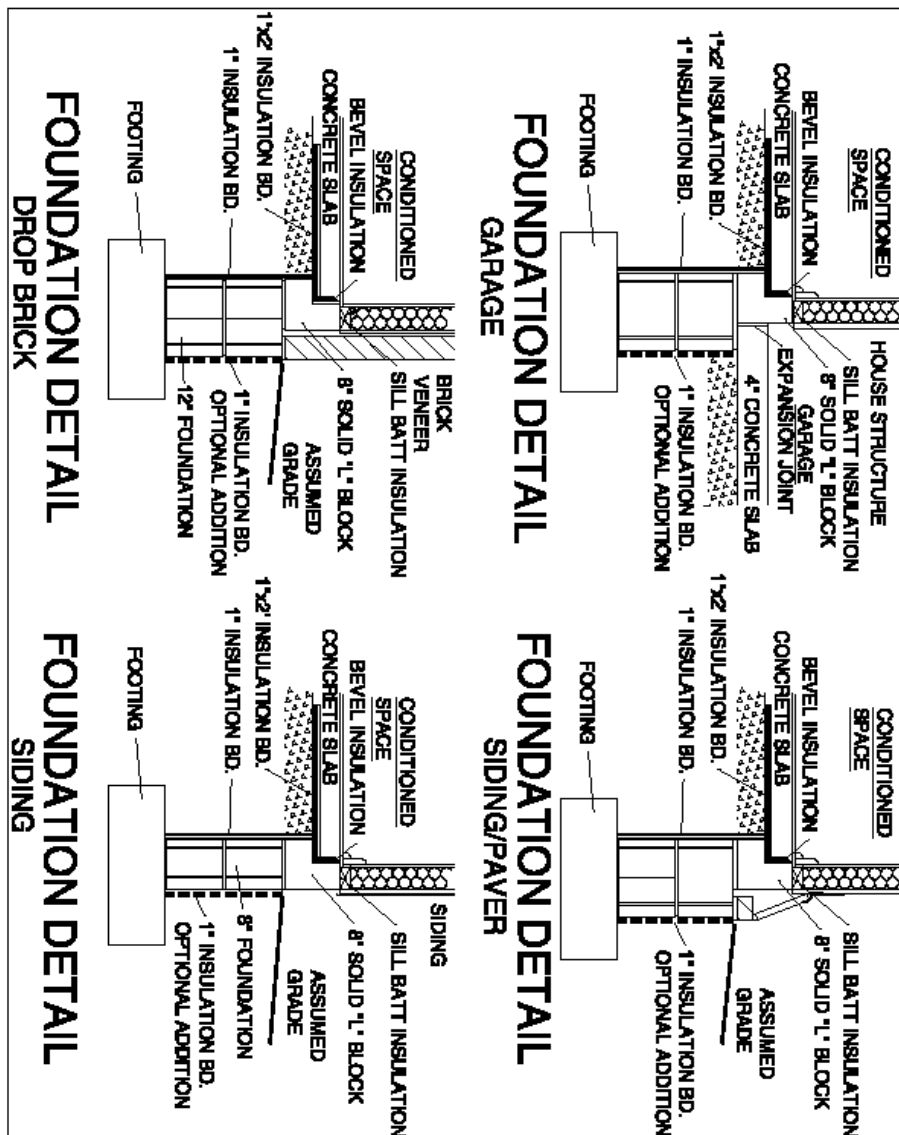 HOUSE STRUCTURE
CONDITIONED
SPACE
BEVEL INSULATION
CONCRETE SLAB
1"x2' INSULATION BD.
1" INSULATION BD.
FOOTING
SILL BATT INSULATION
8" SOLID "L" BLOCK
GARAGE
EXPANSION JOINT
4" CONCRETE SLAB
1" INSULATION BD.
OPTIONAL ADDITION
FOUNDATION DETAIL
GARAGE
CONDITIONED
SPACE
BEVEL INSULATION
CONCRETE SLAB
1"x2' INSULATION BD.
1" INSULATION BD.
FOOTING
SILL BATT INSULATION
8" SOLID "L" BLOCK
ASSUMED
GRADE
1" INSULATION BD.
OPTIONAL ADDITION
FOUNDATION DETAIL
SIDING/PAVER
CONDITIONED
SPACE
BEVEL INSULATION
CONCRETE SLAB
1"x2' INSULATION BD.
1" INSULATION BD.
FOOTING
BRICK
VENEER
SILL BATT INSULATION
8" SOLID "L" BLOCK
ASSUMED
GRADE
1" INSULATION BD.
OPTIONAL ADDITION
12" FOUNDATION
FOUNDATION DETAIL
DROP BRICK
CONDITIONED
SPACE
BEVEL INSULATION
CONCRETE SLAB
1"x2' INSULATION BD.
1" INSULATION BD.
FOOTING
SIDING
SILL BATT INSULATION
8" SOLID "L" BLOCK
ASSUMED
GRADE
8" FOUNDATION
1" INSULATION BD.
OPTIONAL ADDITION
FOUNDATION DETAIL
SIDING